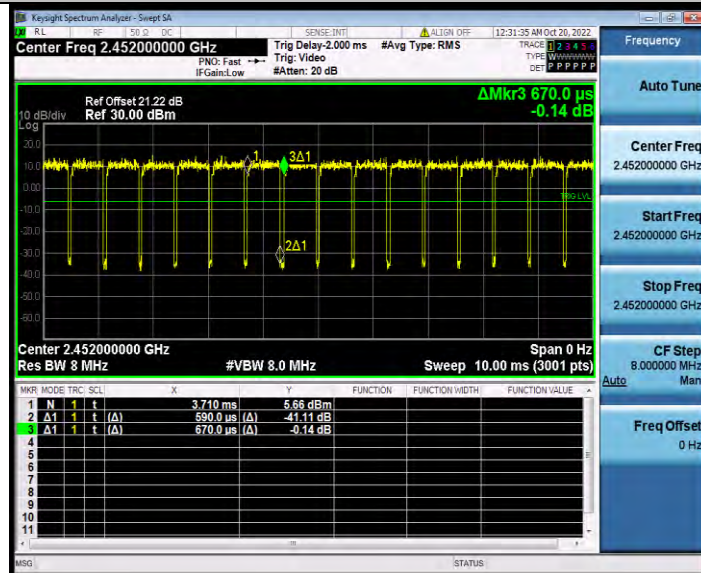 Keysight Spectrum Analyzer - Swept SA
LXI RL RF 50 Ω DC SENSE:INT ALIGN OFF 12:31:35 AM Oct 20, 2022
Center Freq 2.452000000 GHz
PNO: Fast
IFGain:Low
Trig Delay-2.000 ms
Trig: Video
#Atten: 20 dB
#Avg Type: RMS
TRACE 1 2 3 4 5 6
TYPE WWWWWWW
DET P P P P P P
Frequency
Auto Tune
Center Freq
2.452000000 GHz
Start Freq
2.452000000 GHz
Stop Freq
2.452000000 GHz
CF Step
8.000000 MHz
Auto Man
Freq Offset
0 Hz
10 dB/div
Log
Ref Offset 21.22 dB
Ref 30.00 dBm
ΔMkr3 670.0 µs
-0.14 dB
20.0
10.0
0.00
-10.0
-20.0
-30.0
-40.0
-50.0
-60.0
1
3Δ1
TRIG LVL
2Δ1
Center 2.452000000 GHz Span 0 Hz
Res BW 8 MHz #VBW 8.0 MHz Sweep 10.00 ms (3001 pts)
MKR MODE TRC SCL X Y FUNCTION FUNCTION WIDTH FUNCTION VALUE
1 N 1 t 3.710 ms 5.66 dBm
2 Δ1 1 t (Δ) 590.0 µs (Δ) -41.11 dB
3 Δ1 1 t (Δ) 670.0 µs (Δ) -0.14 dB
4
5
6
7
8
9
10
11
MSG STATUS